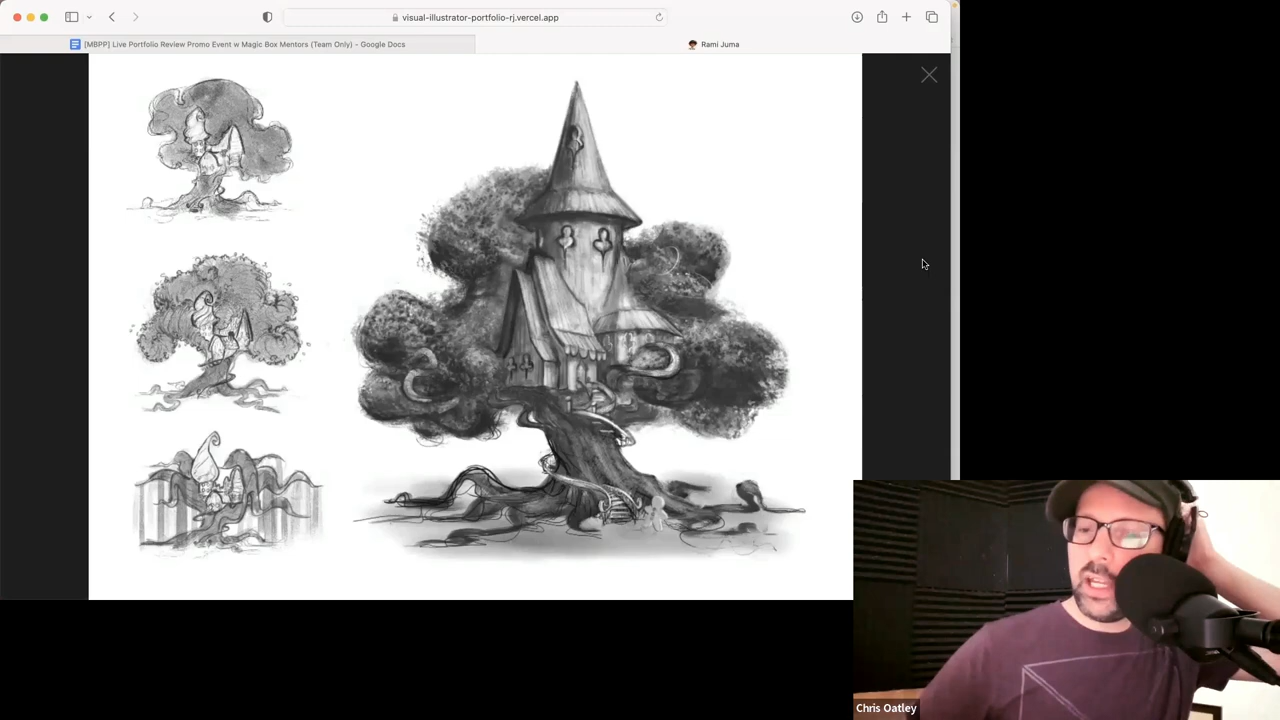 visual-illustrator-portfolio-rj.vercel.app
[MBPP] Live Portfolio Review Promo Event w Magic Box Mentors (Team Only) - Google Docs
Rami Juma
Chris Oatley